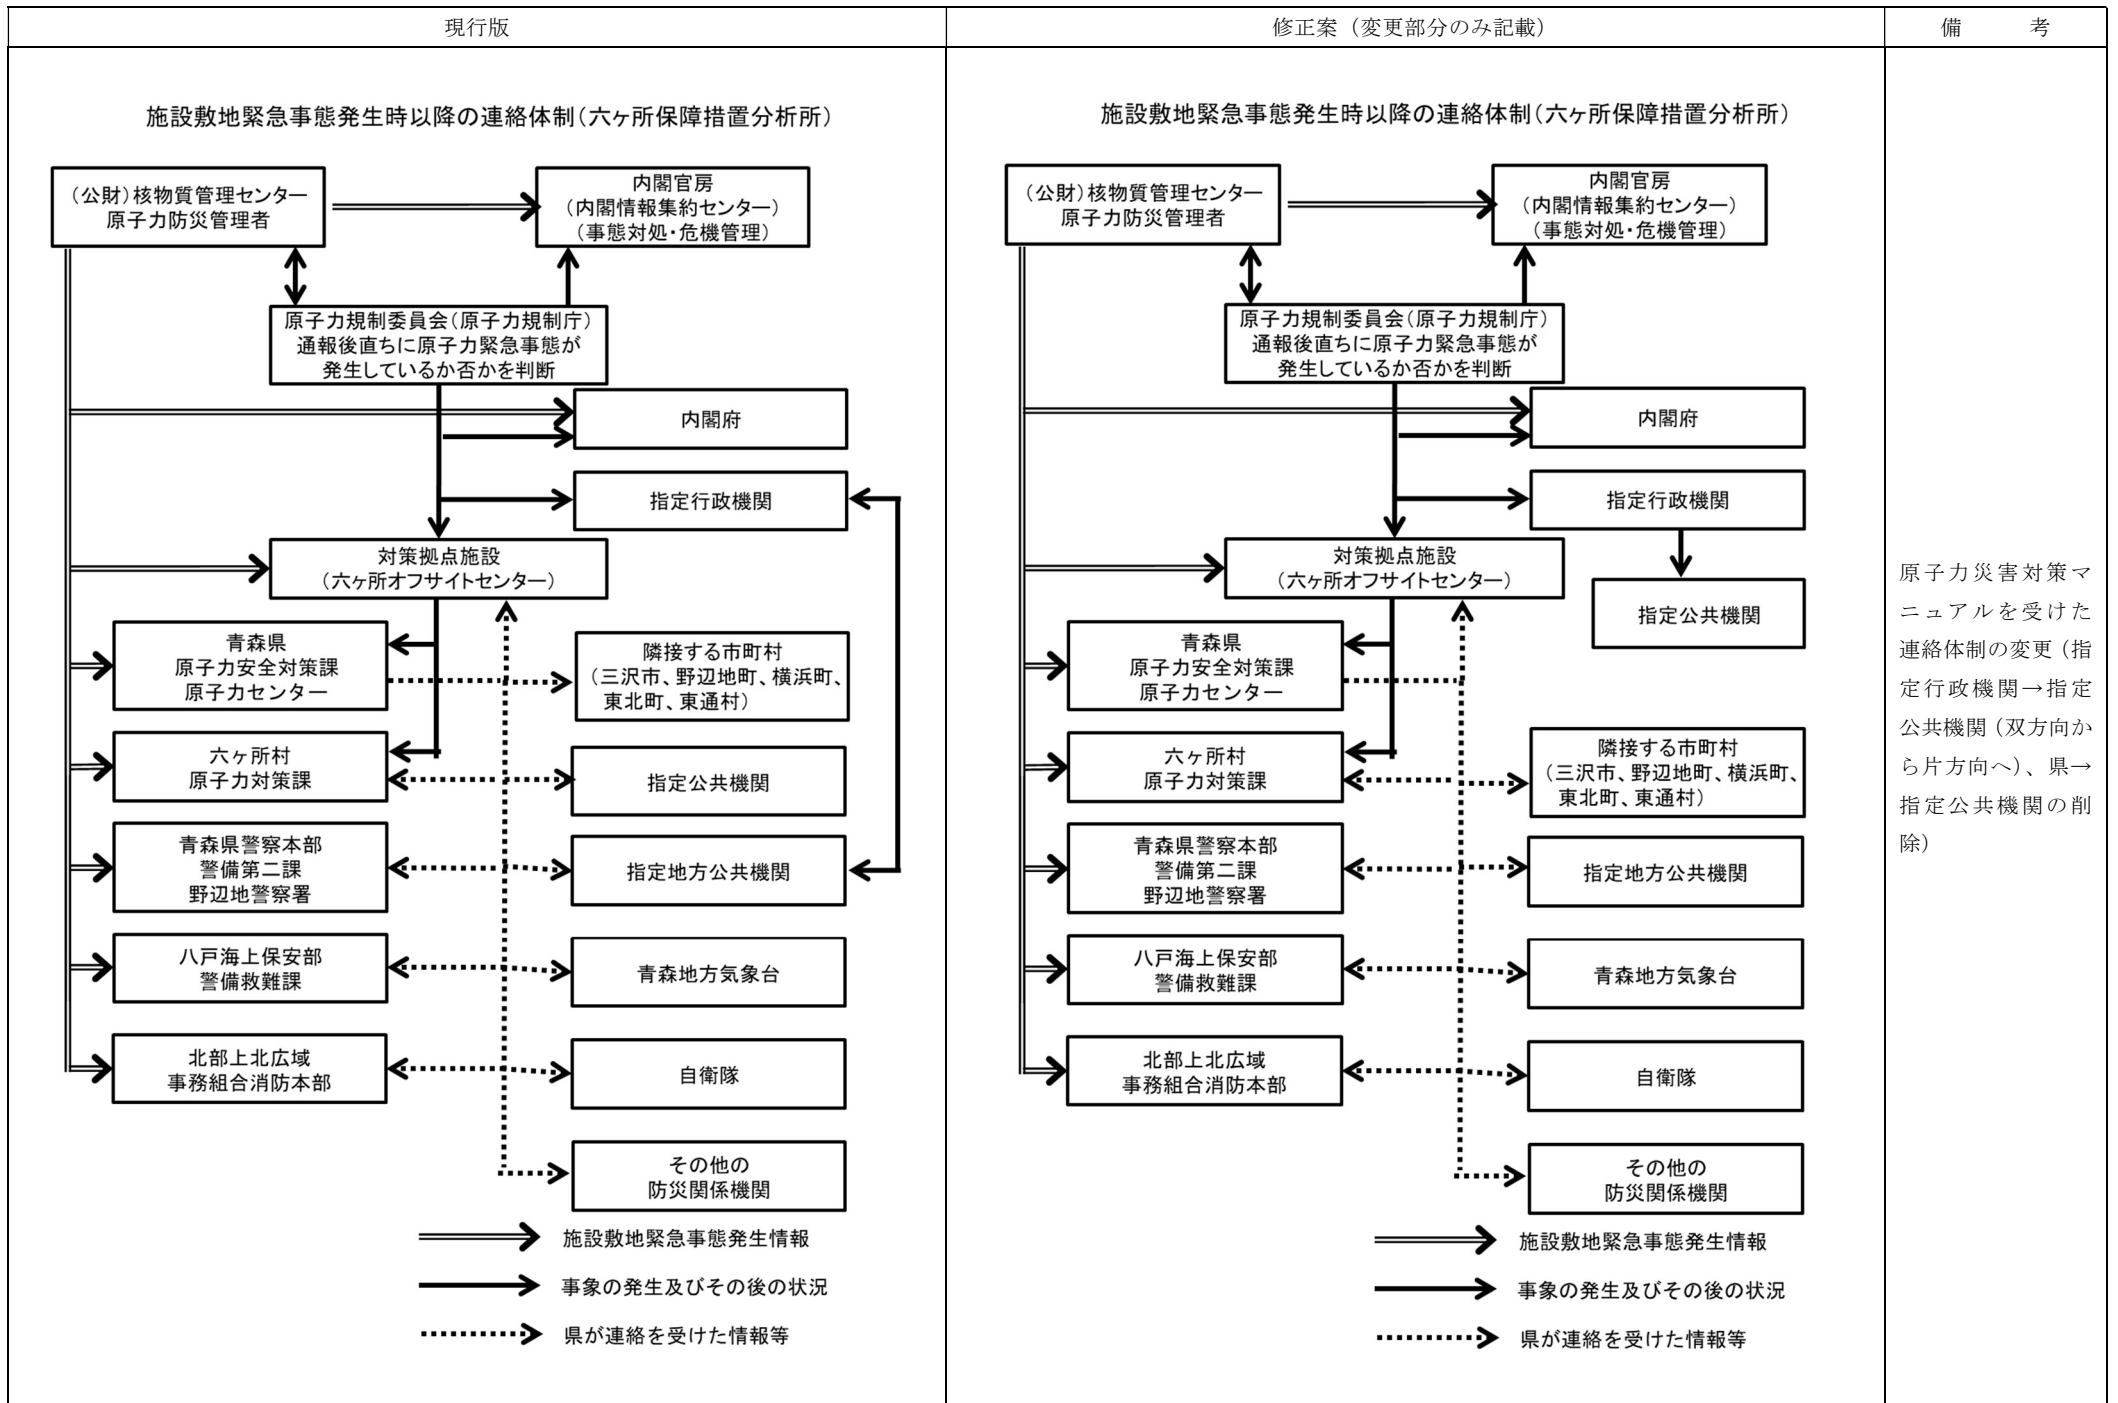 現行版
修正案（変更部分のみ記載）
備　　　考
施設敷地緊急事態発生時以降の連絡体制（六ヶ所保障措置分析所）
（公財）核物質管理センター
原子力防災管理者
内閣官房
（内閣情報集約センター）
（事態対処・危機管理）
原子力規制委員会（原子力規制庁）
通報後直ちに原子力緊急事態が
発生しているか否かを判断
内閣府
指定行政機関
対策拠点施設
（六ヶ所オフサイトセンター）
青森県
原子力安全対策課
原子力センター
隣接する市町村
（三沢市、野辺地町、横浜町、
東北町、東通村）
六ヶ所村
原子力対策課
指定公共機関
青森県警察本部
警備第二課
野辺地警察署
指定地方公共機関
八戸海上保安部
警備救難課
青森地方気象台
北部上北広域
事務組合消防本部
自衛隊
その他の
防災関係機関
施設敷地緊急事態発生情報
事象の発生及びその後の状況
県が連絡を受けた情報等
施設敷地緊急事態発生時以降の連絡体制（六ヶ所保障措置分析所）
（公財）核物質管理センター
原子力防災管理者
内閣官房
（内閣情報集約センター）
（事態対処・危機管理）
原子力規制委員会（原子力規制庁）
通報後直ちに原子力緊急事態が
発生しているか否かを判断
内閣府
指定行政機関
対策拠点施設
（六ヶ所オフサイトセンター）
指定公共機関
青森県
原子力安全対策課
原子力センター
六ヶ所村
原子力対策課
隣接する市町村
（三沢市、野辺地町、横浜町、
東北町、東通村）
青森県警察本部
警備第二課
野辺地警察署
指定地方公共機関
八戸海上保安部
警備救難課
青森地方気象台
北部上北広域
事務組合消防本部
自衛隊
その他の
防災関係機関
施設敷地緊急事態発生情報
事象の発生及びその後の状況
県が連絡を受けた情報等
原子力災害対策マ
ニュアルを受けた
連絡体制の変更（指
定行政機関→指定
公共機関（双方向か
ら片方向へ）、県→
指定公共機関の削
除）